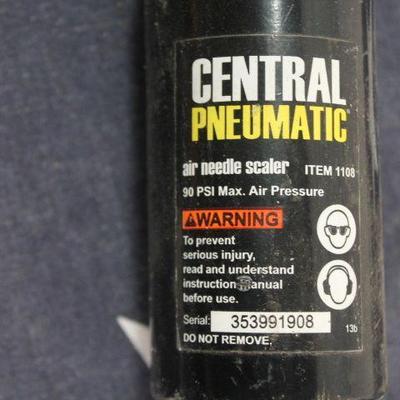 CENTRAL
PNEUMATIC
air needle scaler ITEM 1108
90 PSI Max. Air Pressure
WARNING
To prevent
serious injury,
read and understand
instruction manual
before use.
Serial: 353991908
13b
DO NOT REMOVE.